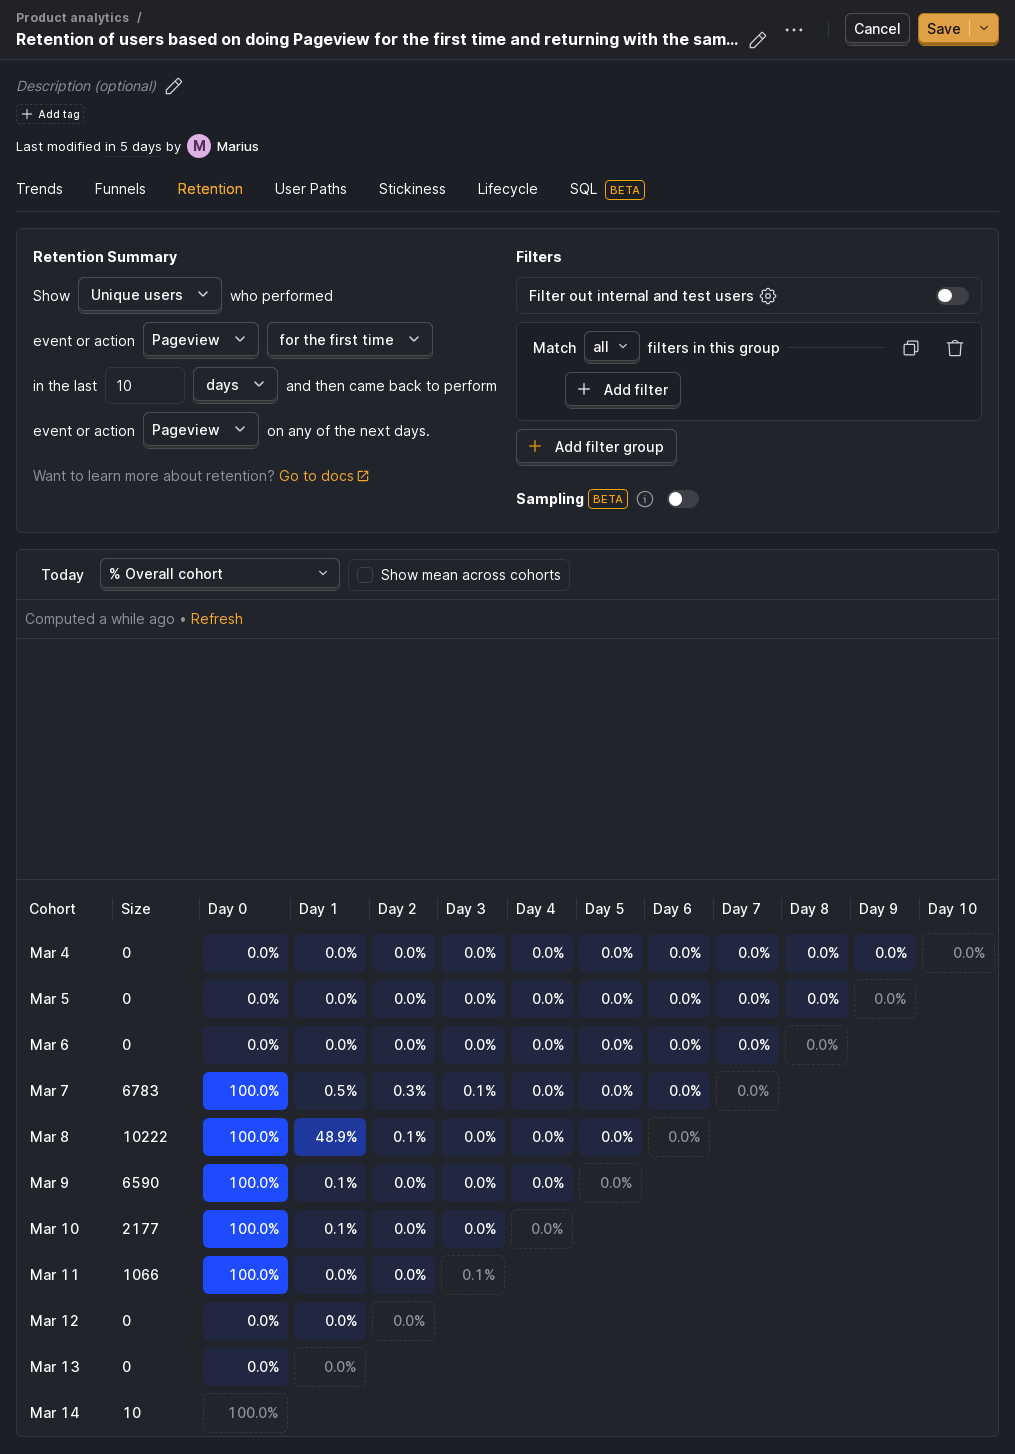 Product analytics /
Retention of users based on doing Pageview for the first time and returning with the sam...
Cancel
Save
Description (optional)
Add tag
Last modified in 5 days by M Marius
Trends Funnels Retention User Paths Stickiness Lifecycle SQL BETA
Retention Summary
Show Unique users who performed
event or action Pageview for the first time
in the last 10 days and then came back to perform
event or action Pageview on any of the next days.
Want to learn more about retention? Go to docs
Filters
Filter out internal and test users
Match all filters in this group
Add filter
Add filter group
Sampling BETA
Today % Overall cohort Show mean across cohorts
Computed a while ago • Refresh
Cohort Size Day 0 Day 1 Day 2 Day 3 Day 4 Day 5 Day 6 Day 7 Day 8 Day 9 Day 10
Mar 4 0 0.0% 0.0% 0.0% 0.0% 0.0% 0.0% 0.0% 0.0% 0.0% 0.0% 0.0%
Mar 5 0 0.0% 0.0% 0.0% 0.0% 0.0% 0.0% 0.0% 0.0% 0.0% 0.0%
Mar 6 0 0.0% 0.0% 0.0% 0.0% 0.0% 0.0% 0.0% 0.0% 0.0%
Mar 7 6783 100.0% 0.5% 0.3% 0.1% 0.0% 0.0% 0.0% 0.0%
Mar 8 10222 100.0% 48.9% 0.1% 0.0% 0.0% 0.0% 0.0%
Mar 9 6590 100.0% 0.1% 0.0% 0.0% 0.0% 0.0%
Mar 10 2177 100.0% 0.1% 0.0% 0.0% 0.0%
Mar 11 1066 100.0% 0.0% 0.0% 0.1%
Mar 12 0 0.0% 0.0% 0.0%
Mar 13 0 0.0% 0.0%
Mar 14 10 100.0%